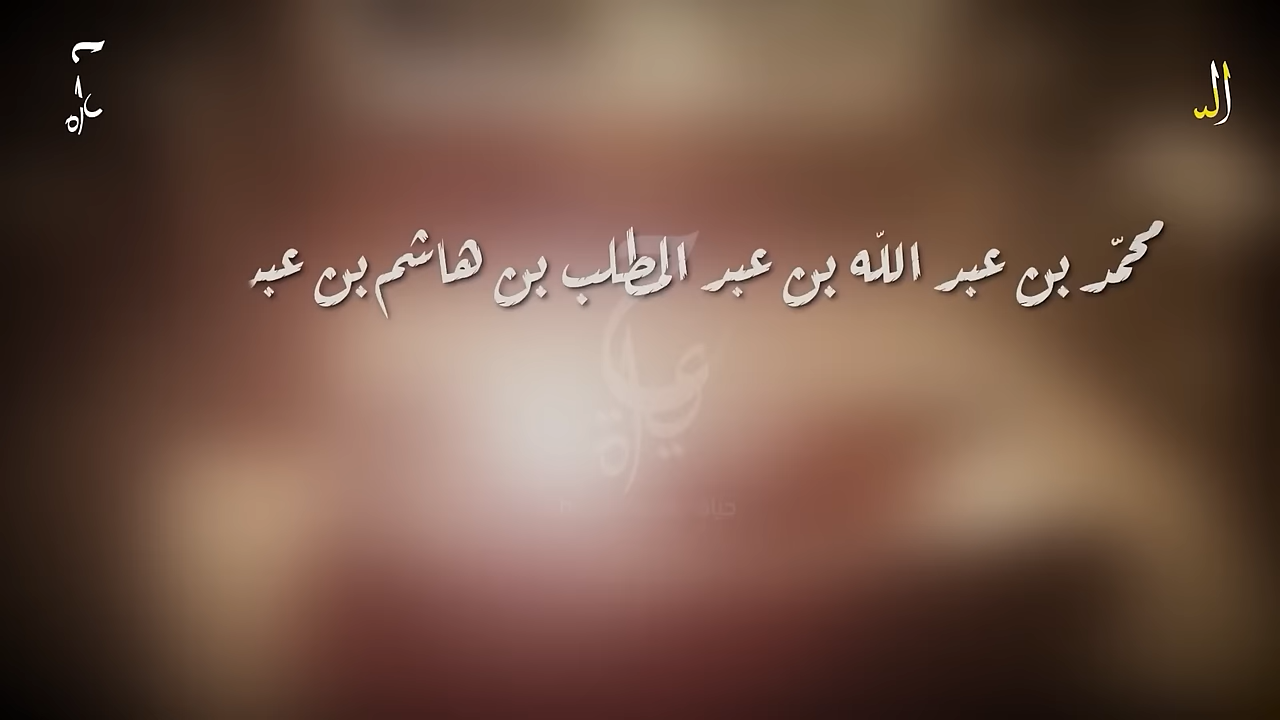 محمّد بن عبد الله بن عبد المطلب بن هاشم بن عبد